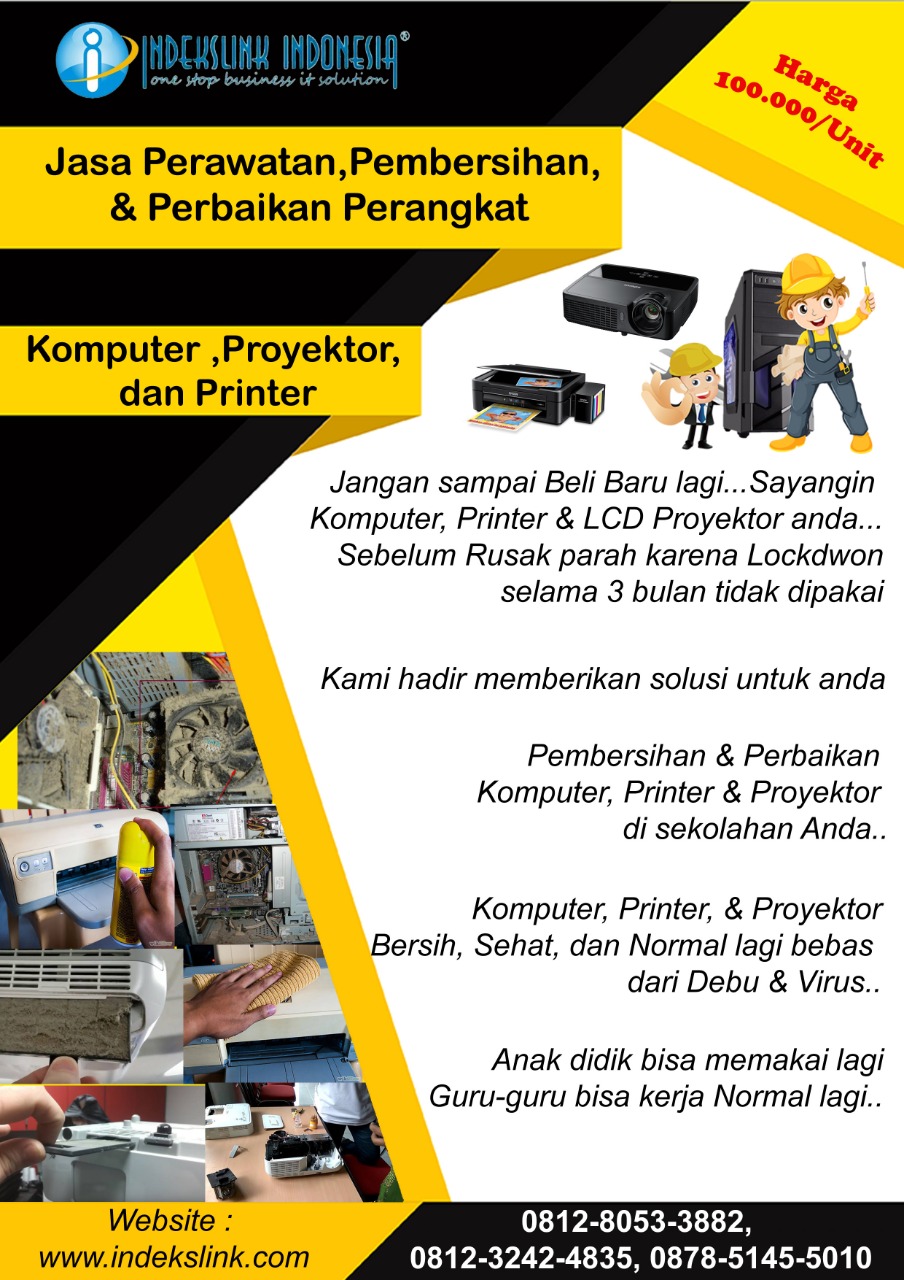 INDEKSLINK INDONESIA®
one stop business it solution
Harga
100.000/Unit
Jasa Perawatan,Pembersihan,
& Perbaikan Perangkat
Komputer ,Proyektor,
dan Printer
Jangan sampai Beli Baru lagi...Sayangin
Komputer, Printer & LCD Proyektor anda...
Sebelum Rusak parah karena Lockdwon
selama 3 bulan tidak dipakai
Kami hadir memberikan solusi untuk anda
Pembersihan & Perbaikan
Komputer, Printer & Proyektor
di sekolahan Anda..
Komputer, Printer, & Proyektor
Bersih, Sehat, dan Normal lagi bebas
dari Debu & Virus..
Anak didik bisa memakai lagi
Guru-guru bisa kerja Normal lagi..
Website :
www.indekslink.com
0812-8053-3882,
0812-3242-4835, 0878-5145-5010